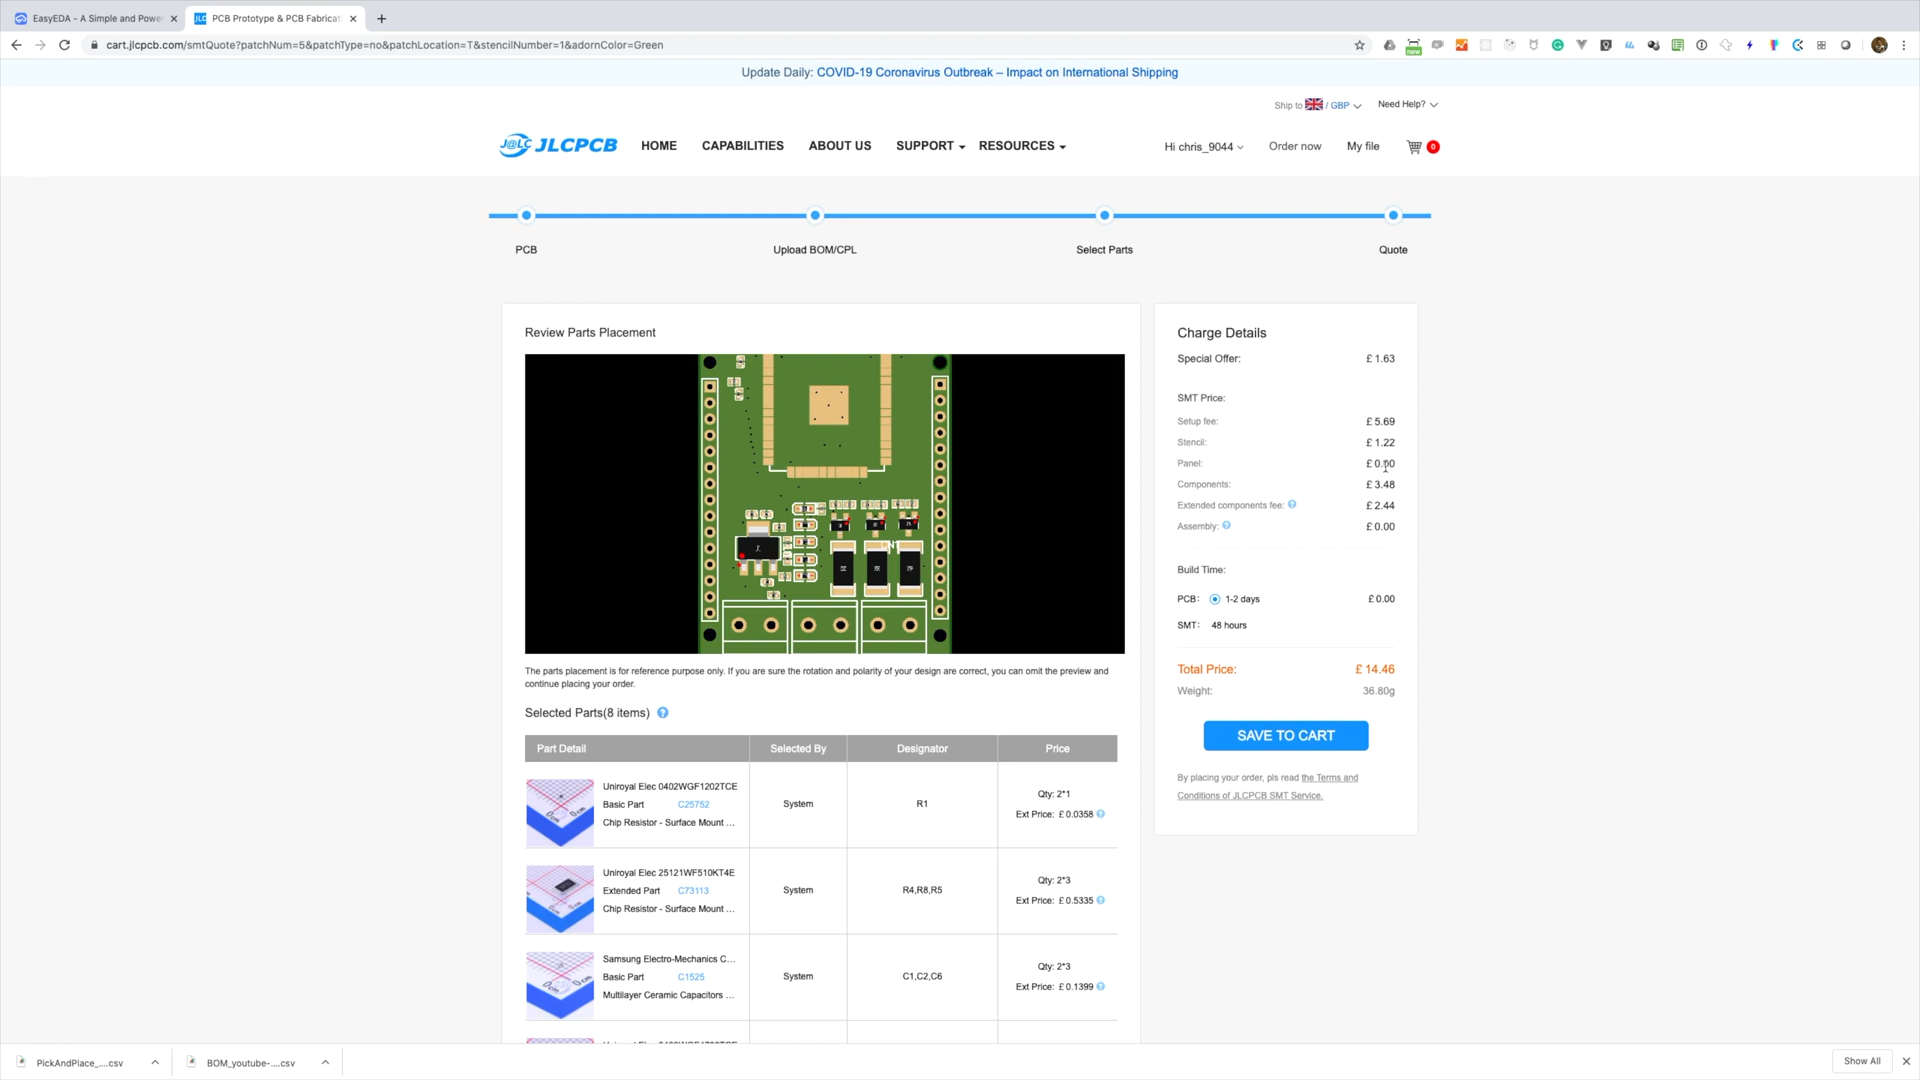 EasyEDA - A Simple and Power
PCB Prototype & PCB Fabricati
cart.jlcpcb.com/smtQuote?patchNum=5&patchType=no&patchLocation=T&stencilNumber=1&adornColor=Green
new
Update Daily: COVID-19 Coronavirus Outbreak – Impact on International Shipping
Ship to / GBP Need Help?
J@LC JLCPCB HOME CAPABILITIES ABOUT US SUPPORT RESOURCES Hi chris_9044 Order now My file 0
PCB Upload BOM/CPL Select Parts Quote
Review Parts Placement
The parts placement is for reference purpose only. If you are sure the rotation and polarity of your design are correct, you can omit the preview and
continue placing your order.
Selected Parts(8 items)
Part Detail Selected By Designator Price
Uniroyal Elec 0402WGF1202TCE
Basic Part C25752
Chip Resistor - Surface Mount ...
System R1
Qty: 2*1
Ext Price: £ 0.0358
Uniroyal Elec 25121WF510KT4E
Extended Part C73113
Chip Resistor - Surface Mount ...
System R4,R8,R5
Qty: 2*3
Ext Price: £ 0.5335
Samsung Electro-Mechanics C...
Basic Part C1525
Multilayer Ceramic Capacitors ...
System C1,C2,C6
Qty: 2*3
Ext Price: £ 0.1399
Charge Details
Special Offer: £ 1.63
SMT Price:
Setup fee: £ 5.69
Stencil: £ 1.22
Panel: £ 0.00
Components: £ 3.48
Extended components fee: £ 2.44
Assembly: £ 0.00
Build Time:
PCB: 1-2 days £ 0.00
SMT: 48 hours
Total Price: £ 14.46
Weight: 36.80g
SAVE TO CART
By placing your order, pls read the Terms and
Conditions of JLCPCB SMT Service.
PickAndPlace_....csv
BOM_youtube-....csv
Show All